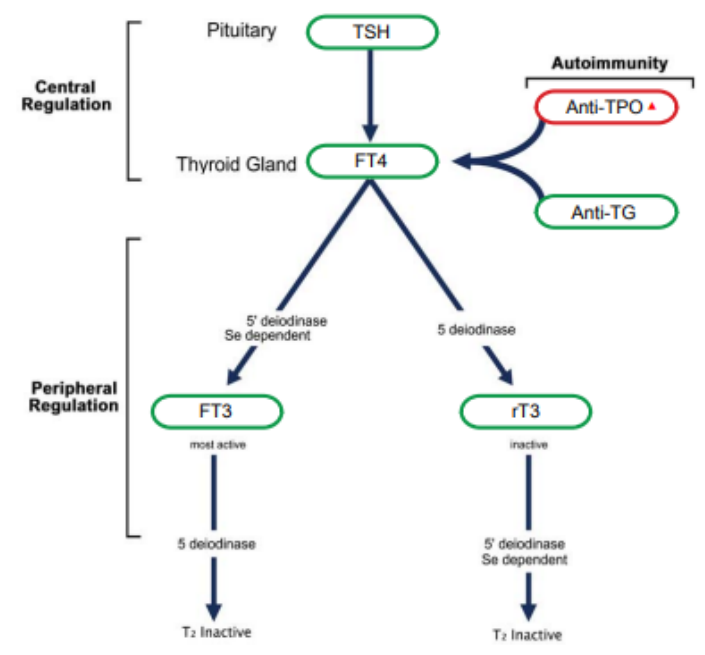 Pituitary
TSH
Central
Regulation
Autoimmunity
Anti-TPO ▲
Thyroid Gland
FT4
Anti-TG
5' deiodinase
Se dependent
5 deiodinase
Peripheral
Regulation
FT3
rT3
most active
inactive
5 deiodinase
5' deiodinase
Se dependent
T₂ Inactive
T₂ Inactive